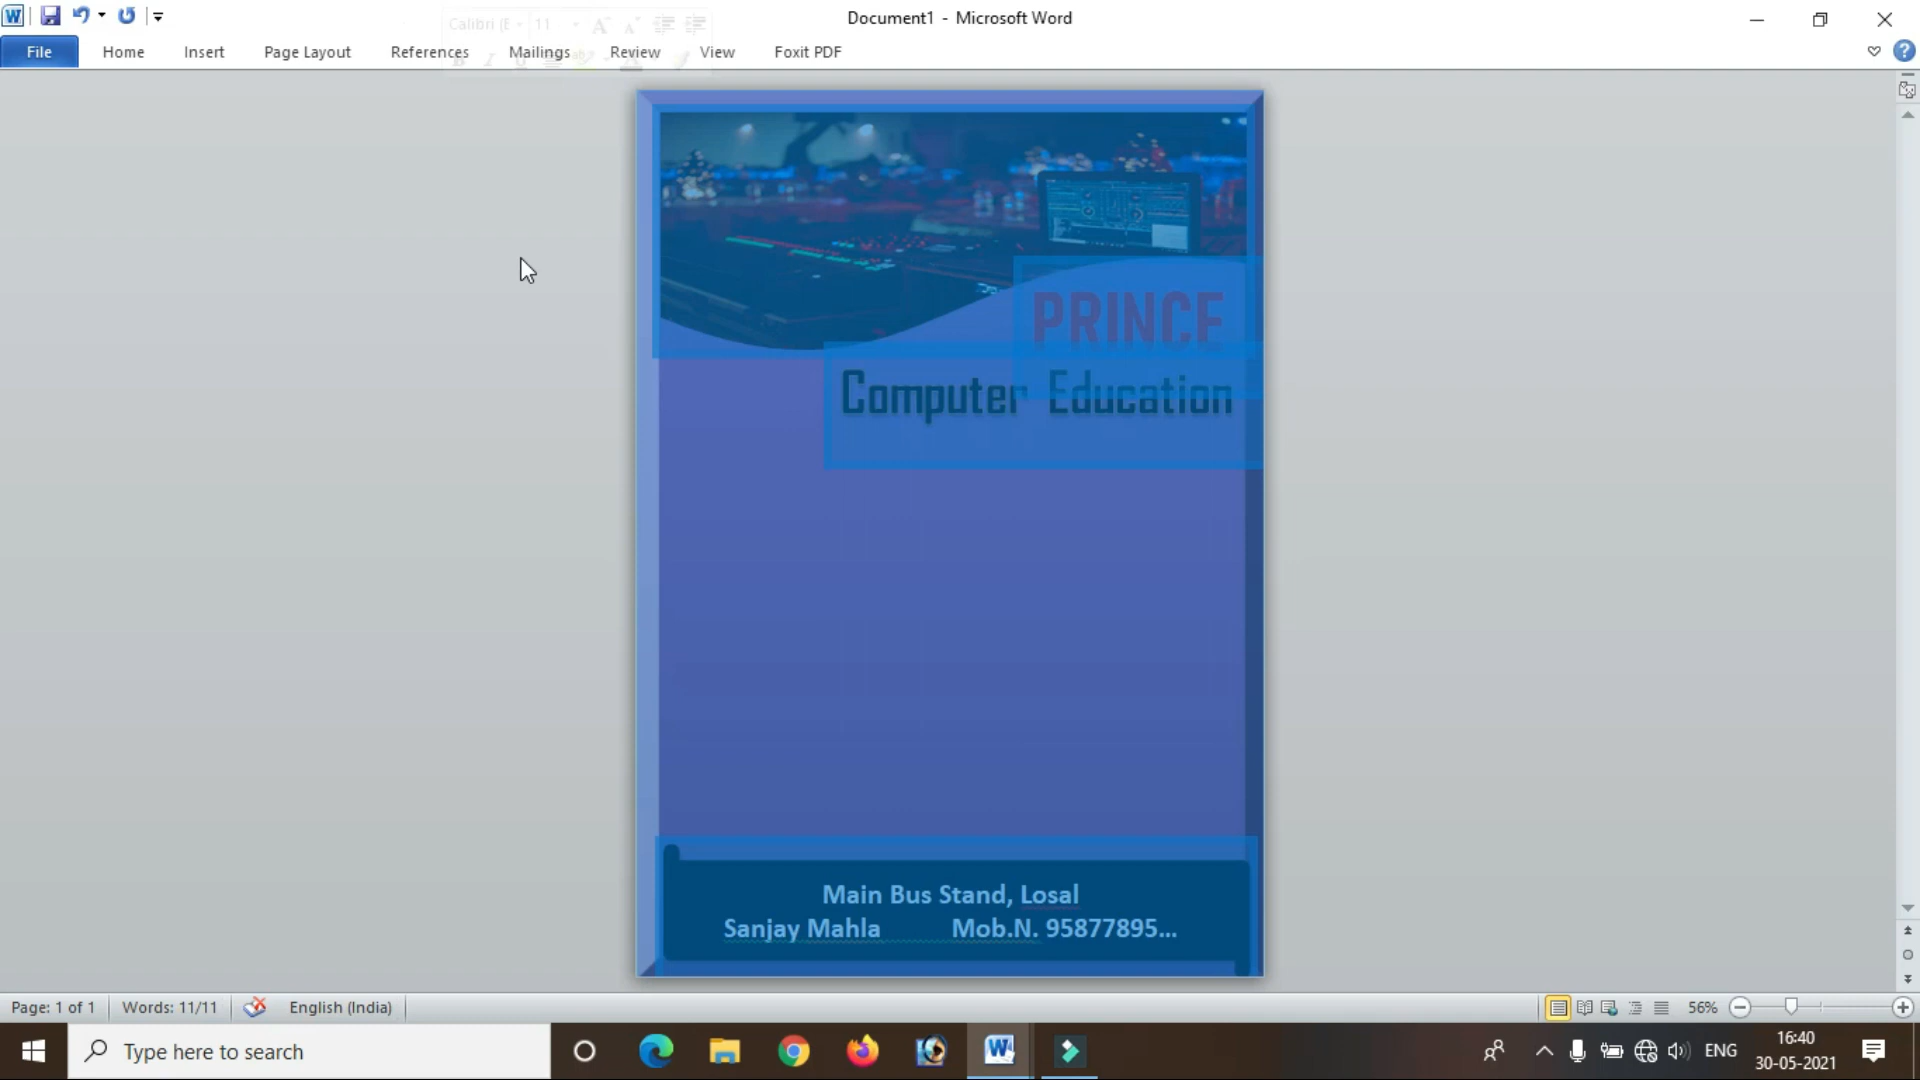 Document1 - Microsoft Word
Calibri (E 11
File Home Insert Page Layout References Mailings Review View Foxit PDF
PRINCE
Computer Education
Main Bus Stand, Losal
Sanjay Mahla Mob.N. 95877895...
Page: 1 of 1 Words: 11/11 English (India) 56%
Type here to search
ENG
16:40
30-05-2021